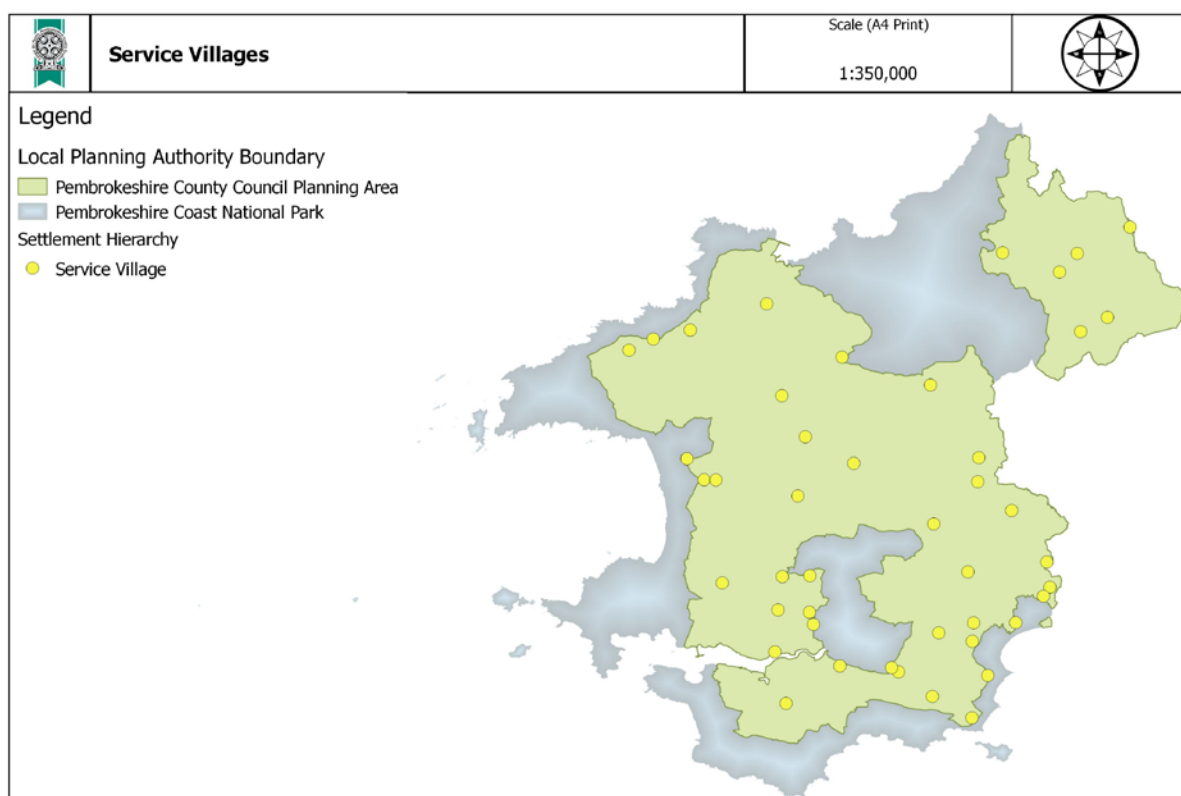 Service Villages
Scale (A4 Print)
1:350,000
Legend
Local Planning Authority Boundary
Pembrokeshire County Council Planning Area
Pembrokeshire Coast National Park
Settlement Hierarchy
Service Village